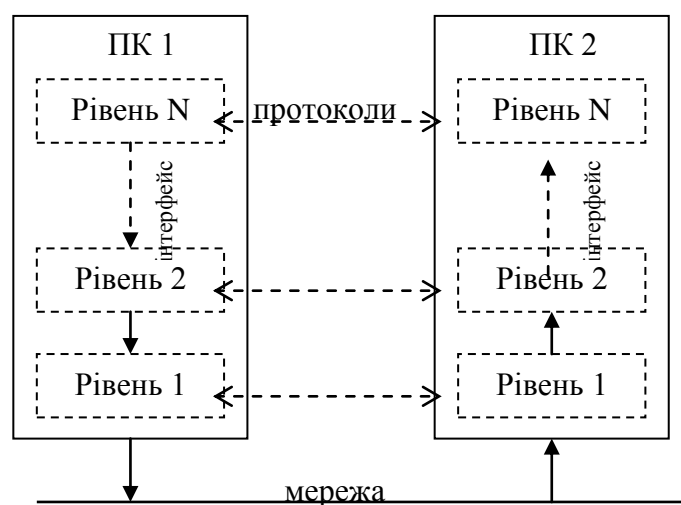 ПК 1
ПК 2
Рівень N
протоколи
Рівень N
інтерфейс
інтерфейс
Рівень 2
Рівень 2
Рівень 1
Рівень 1
мережа